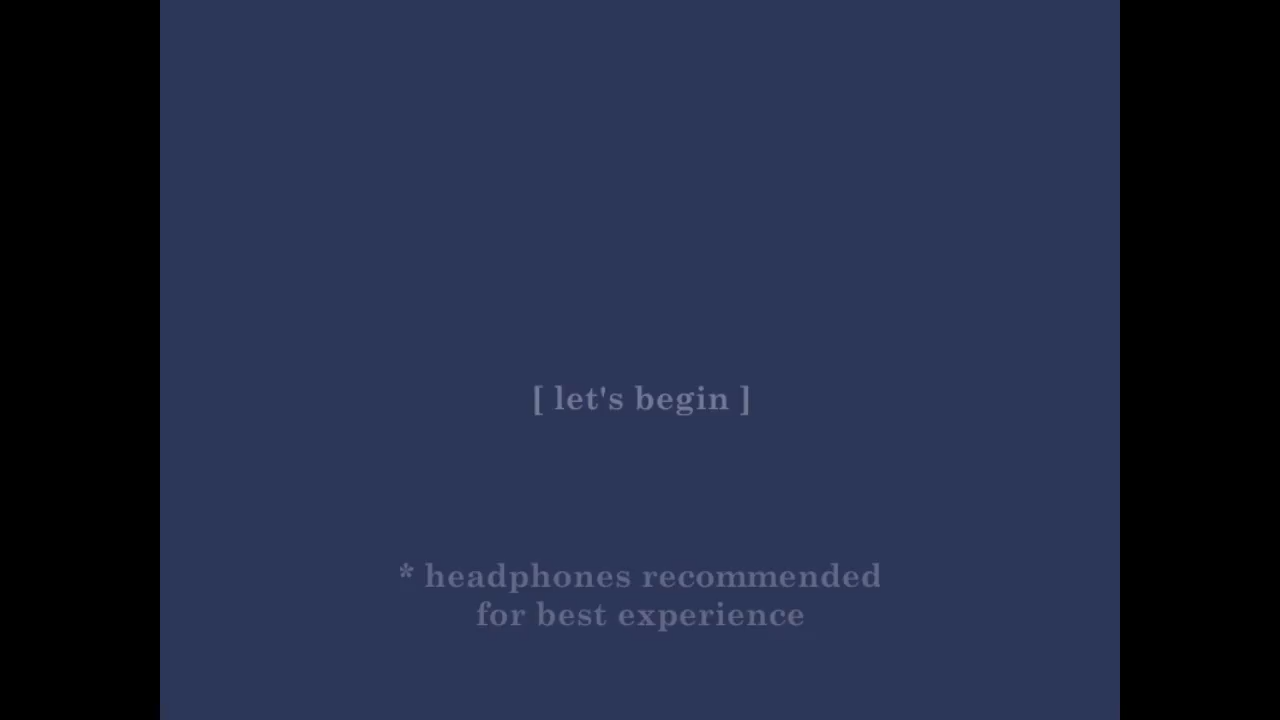 [ let's begin ]
* headphones recommended
for best experience